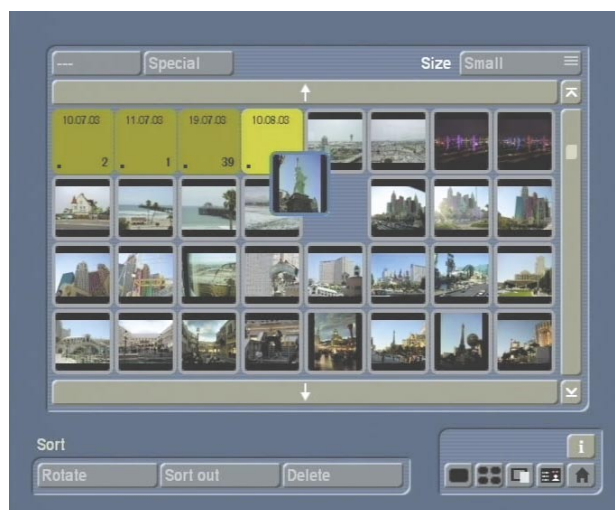 ---
Special
Size
Small
10.07.03
11.07.03
19.07.03
10.08.03
2
1
39
Sort
Rotate
Sort out
Delete
i